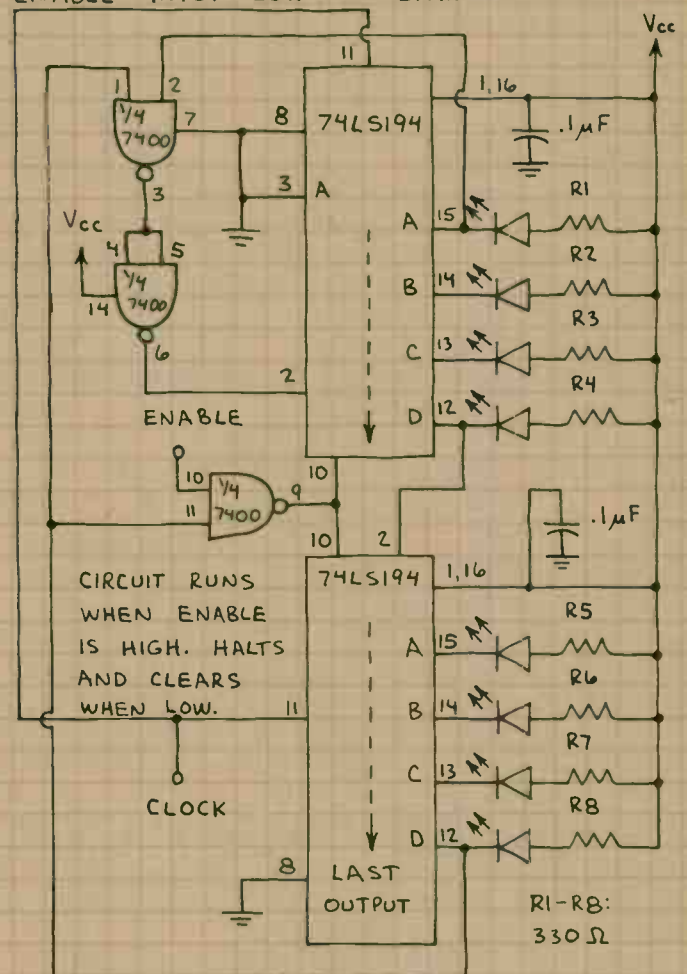 11
Vcc
1
2
1/4
7400
7
8
74LS194
1,16
.1µF
3
3
A
Vcc
4
5
1/4
7400
14
6
2
A
15
R1
B
14
R2
C
13
R3
D
12
R4
ENABLE
10
11
1/4
7400
9
10
10
2
.1µF
74LS194
1,16
CIRCUIT RUNS
WHEN ENABLE
IS HIGH. HALTS
AND CLEARS
WHEN LOW.
11
CLOCK
A
15
R5
B
14
R6
C
13
R7
D
12
R8
8
LAST
OUTPUT
R1-R8:
330 Ω